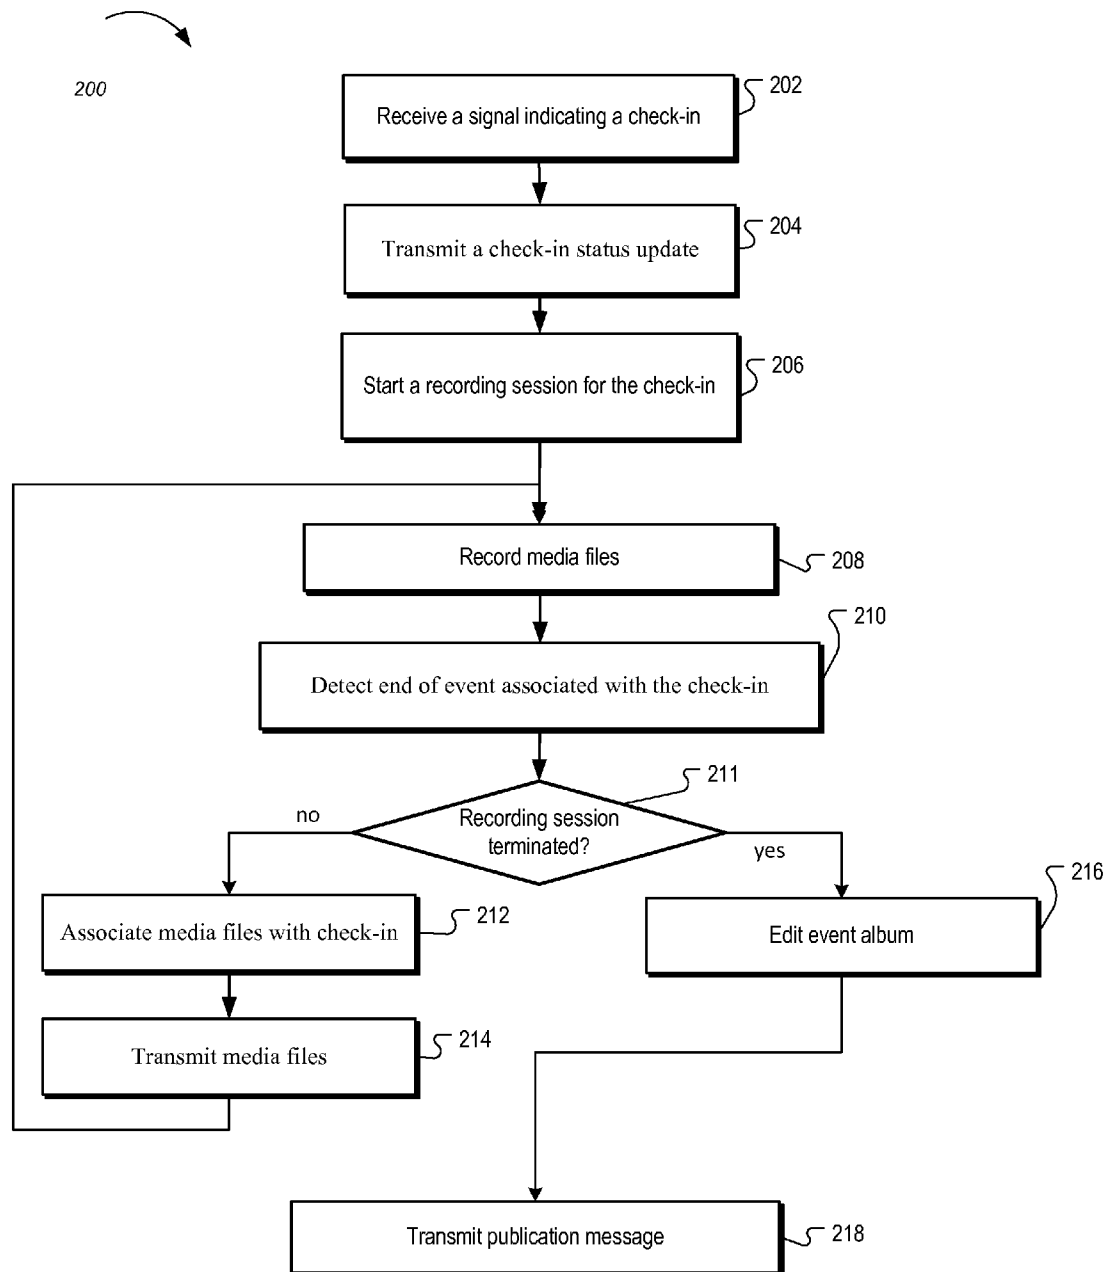 200
Receive a signal indicating a check-in
202
Transmit a check-in status update
204
Start a recording session for the check-in
206
Record media files
208
Detect end of event associated with the check-in
210
Recording session
terminated?
211
no
yes
Associate media files with check-in
212
Edit event album
216
Transmit media files
214
Transmit publication message
218